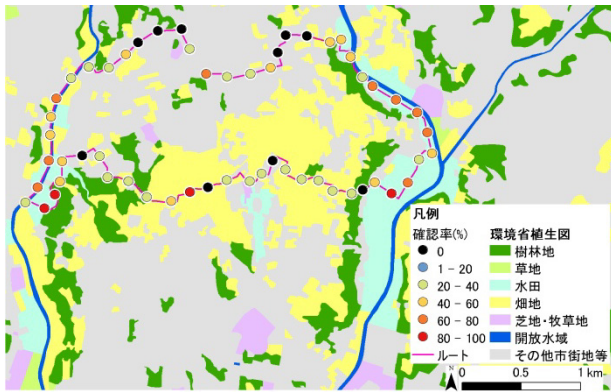 凡例
確認率(%) 環境省植生図
0 樹林地
1 - 20 草地
20 - 40 水田
40 - 60 畑地
60 - 80 芝地・牧草地
80 - 100 開放水域
ルート その他市街地等
N 0 0.5 1 km